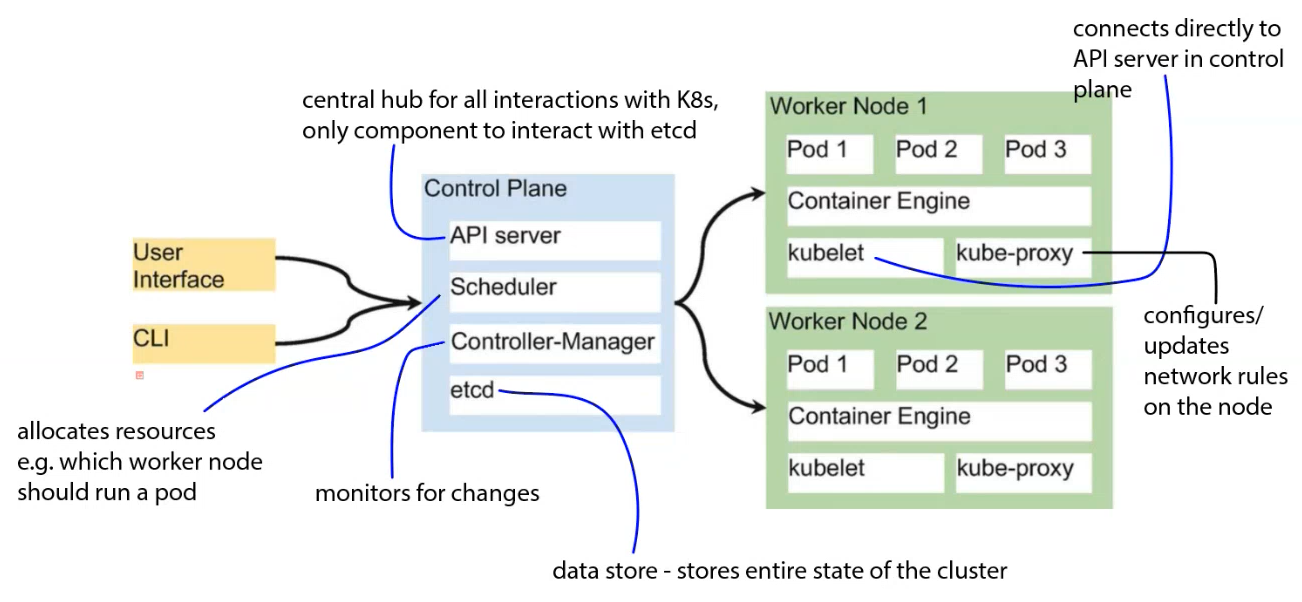 connects directly to
API server in control
plane
central hub for all interactions with K8s,
only component to interact with etcd
Control Plane
API server
Scheduler
Controller-Manager
etcd
User
Interface
CLI
Worker Node 1
Pod 1
Pod 2
Pod 3
Container Engine
kubelet
kube-proxy
Worker Node 2
Pod 1
Pod 2
Pod 3
Container Engine
kubelet
kube-proxy
configures/
updates
network rules
on the node
allocates resources
e.g. which worker node
should run a pod
monitors for changes
data store - stores entire state of the cluster